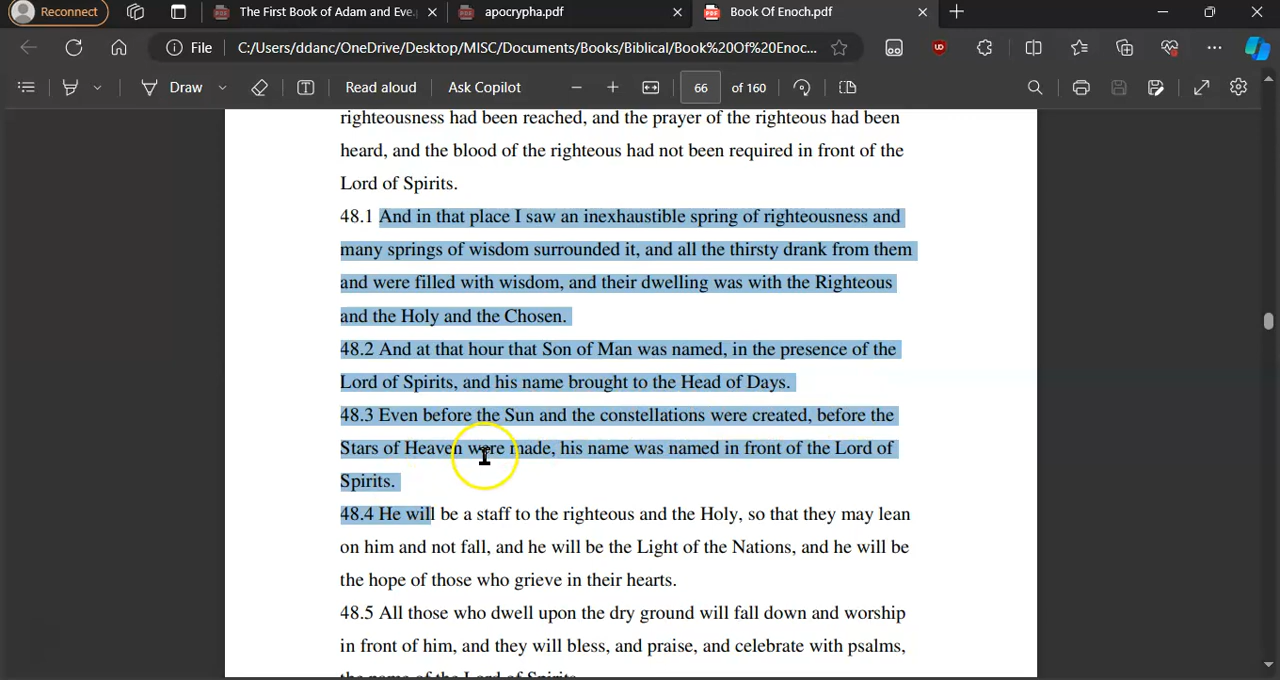 Reconnect
The First Book of Adam and Eve.
apocrypha.pdf
Book Of Enoch.pdf
File
C:/Users/ddanc/OneDrive/Desktop/MISC/Documents/Books/Biblical/Book%20Of%20Enoc...
Draw
Read aloud
Ask Copilot
66 of 160
righteousness had been reached, and the prayer of the righteous had been
heard, and the blood of the righteous had not been required in front of the
Lord of Spirits.
48.1 And in that place I saw an inexhaustible spring of righteousness and
many springs of wisdom surrounded it, and all the thirsty drank from them
and were filled with wisdom, and their dwelling was with the Righteous
and the Holy and the Chosen.
48.2 And at that hour that Son of Man was named, in the presence of the
Lord of Spirits, and his name brought to the Head of Days.
48.3 Even before the Sun and the constellations were created, before the
Stars of Heaven were made, his name was named in front of the Lord of
Spirits.
48.4 He will be a staff to the righteous and the Holy, so that they may lean
on him and not fall, and he will be the Light of the Nations, and he will be
the hope of those who grieve in their hearts.
48.5 All those who dwell upon the dry ground will fall down and worship
in front of him, and they will bless, and praise, and celebrate with psalms,
the name of the Lord of Spirits.